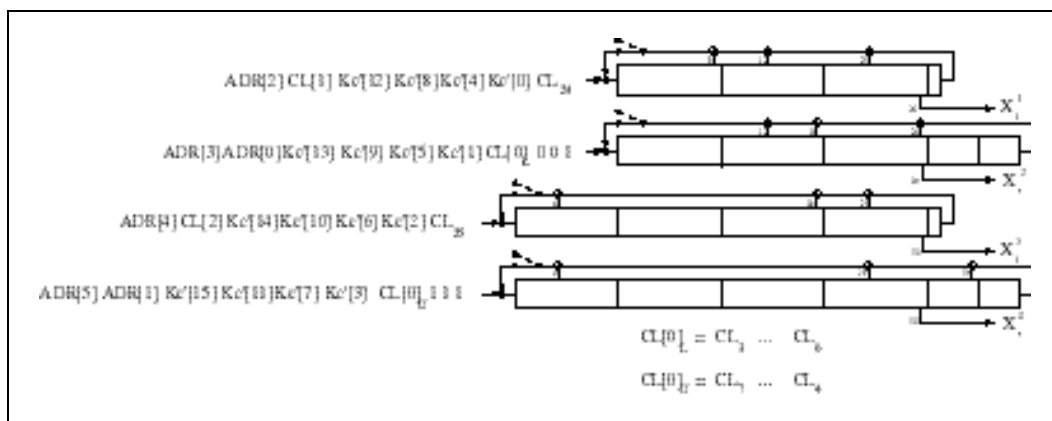 ADR[2] CL[1] Kc'[12] Kc'[8] Kc'[4] Kc'[0] CL24
X1t
ADR[3] ADR[0] Kc'[13] Kc'[9] Kc'[5] Kc'[1] CL[0]L 0 0 1
X2t
ADR[4] CL[2] Kc'[14] Kc'[10] Kc'[6] Kc'[2] CL25
X3t
ADR[5] ADR[1] Kc'[15] Kc'[11] Kc'[7] Kc'[3] CL[0]U 1 1 1
X4t
CL[0]L = CL3 ... CL0
CL[0]U = CL7 ... CL4